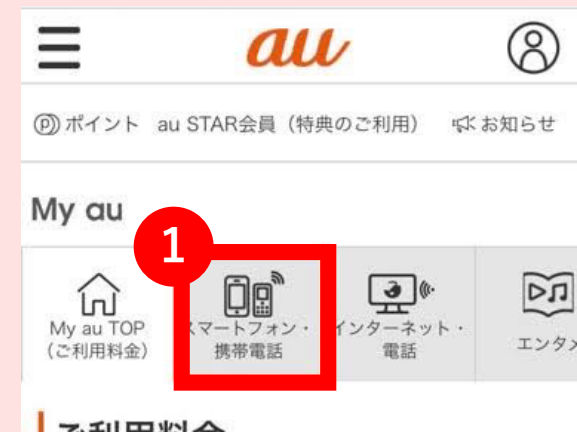 au
ポイント au STAR会員（特典のご利用） お知らせ
My au
1
My au TOP
（ご利用料金）
スマートフォン・
携帯電話
インターネット・
電話
エンタメ
ご利用料金